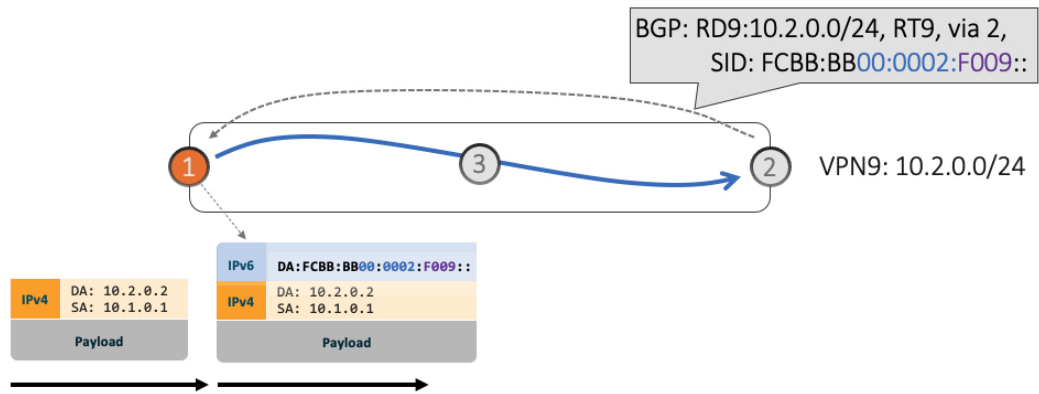 BGP: RD9:10.2.0.0/24, RT9, via 2,
SID: FCBB:BB00:0002:F009::
1
3
2
VPN9: 10.2.0.0/24
IPv4
DA: 10.2.0.2
SA: 10.1.0.1
Payload
IPv6
DA:FCBB:BB00:0002:F009::
IPv4
DA: 10.2.0.2
SA: 10.1.0.1
Payload